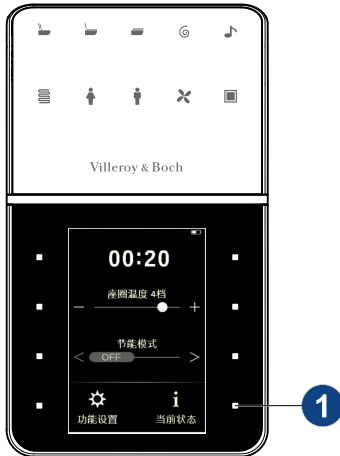 Villeroy & Boch
00:20
座圈温度 4档
− +
节能模式
< OFF >
i
功能设置 当前状态
1